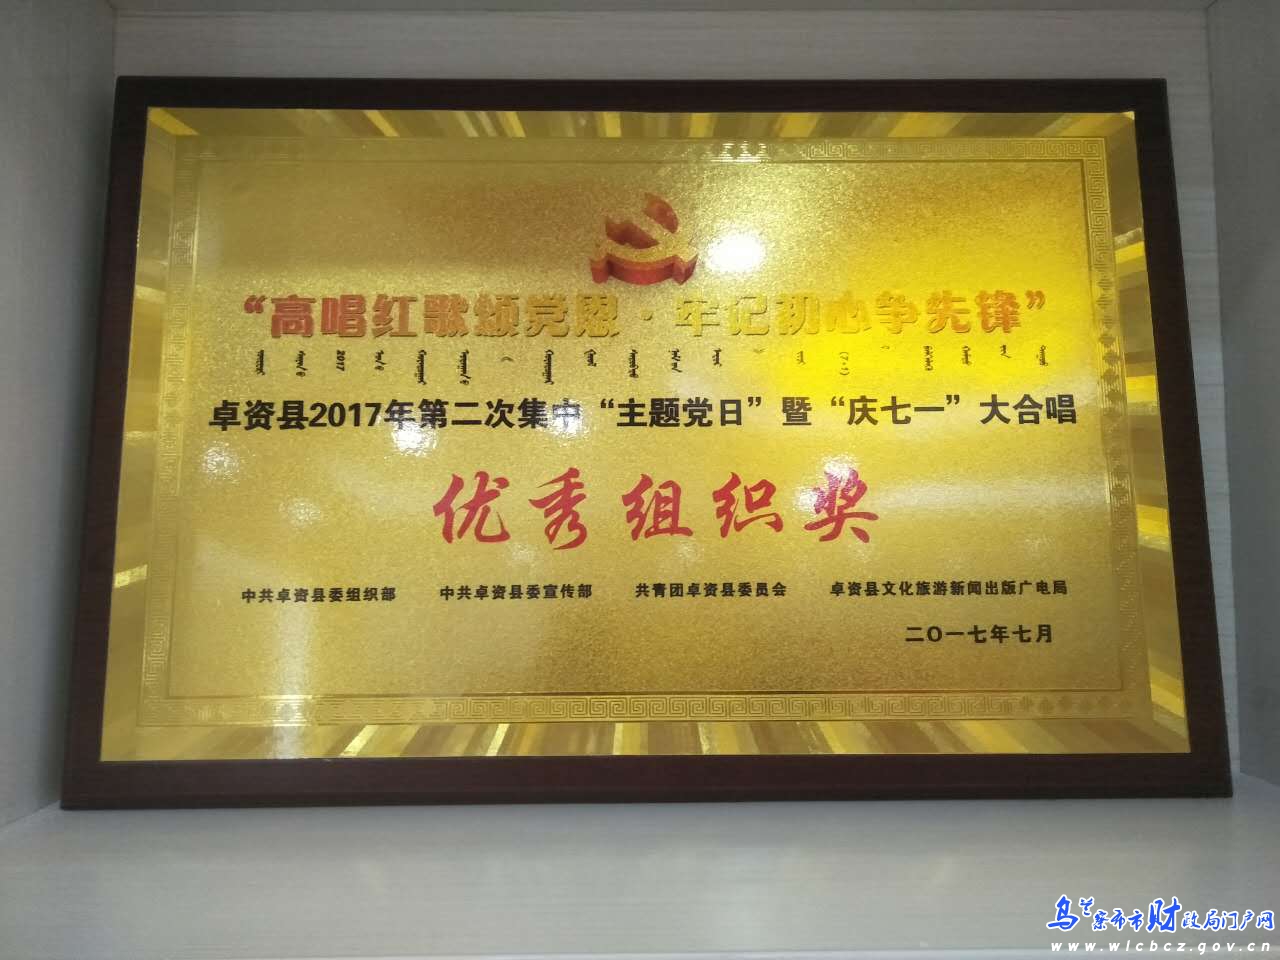 “高唱红歌颂党恩·牢记初心争先锋”
2017
卓资县2017年第二次集中“主题党日”暨“庆七一”大合唱
优秀组织奖
中共卓资县委组织部 中共卓资县委宣传部 共青团卓资县委员会 卓资县文化旅游新闻出版广电局
二〇一七年七月
乌兰察布市财政局门户网
www.wlcbcz.gov.cn